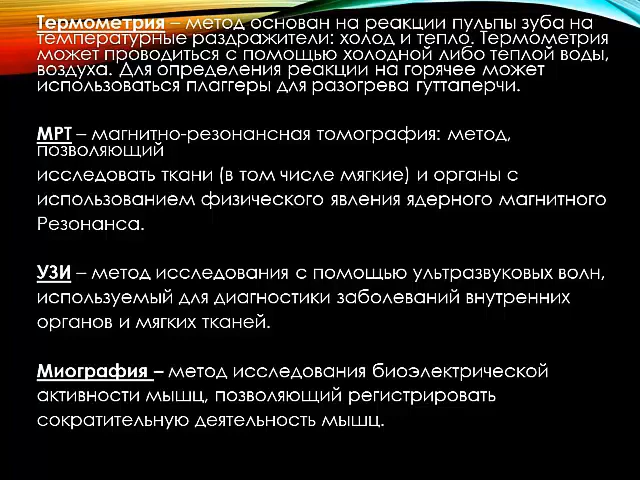 Термометрия – метод основан на реакции пульпы зуба на
температурные раздражители: холод и тепло. Термометрия
может проводиться с помощью холодной либо теплой воды,
воздуха. Для определения реакции на горячее может
использоваться плаггеры для разогрева гуттаперчи.
МРТ – магнитно-резонансная томография: метод,
позволяющий
исследовать ткани (в том числе мягкие) и органы с
использованием физического явления ядерного магнитного
Резонанса.
УЗИ – метод исследования с помощью ультразвуковых волн,
используемый для диагностики заболеваний внутренних
органов и мягких тканей.
Миография – метод исследования биоэлектрической
активности мышц, позволяющий регистрировать
сократительную деятельность мышц.